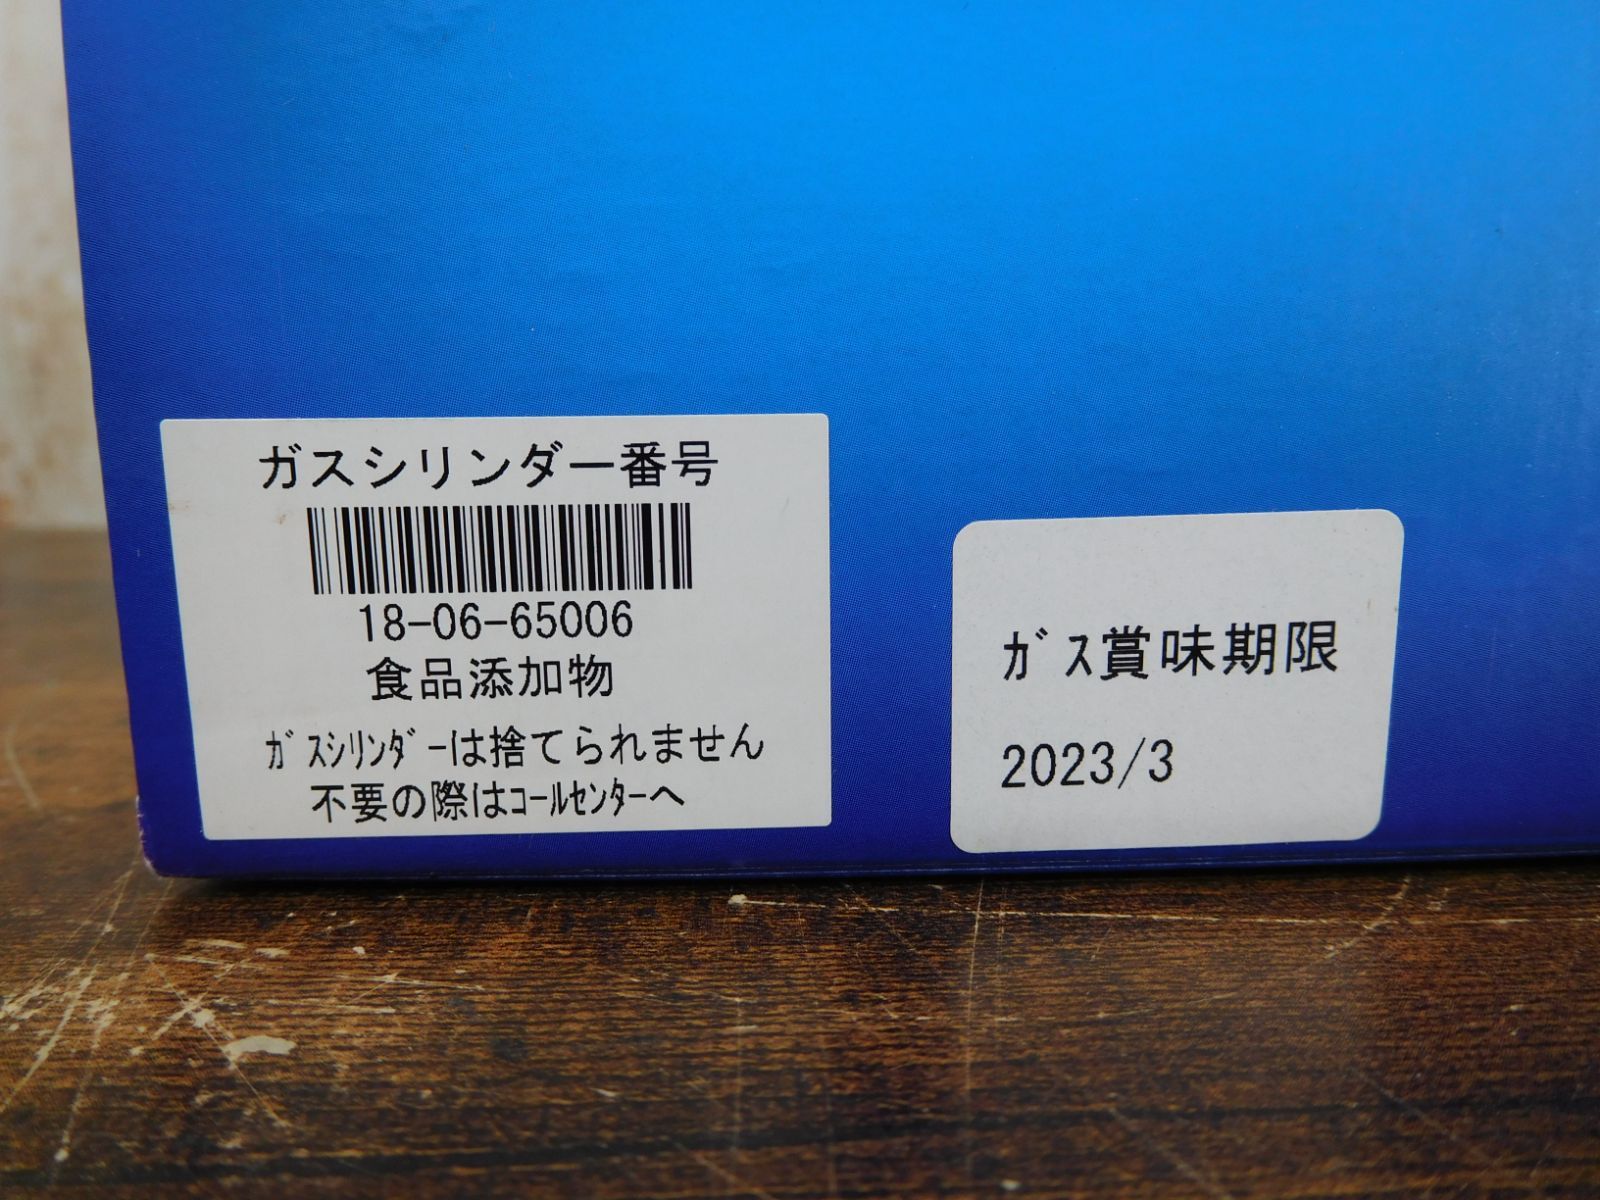 ガスシリンダー番号
18-06-65006
食品添加物
ｶﾞｽｼﾘﾝﾀﾞｰは捨てられません
不要の際はｺｰﾙｾﾝﾀｰへ
ｶﾞｽ賞味期限
2023/3